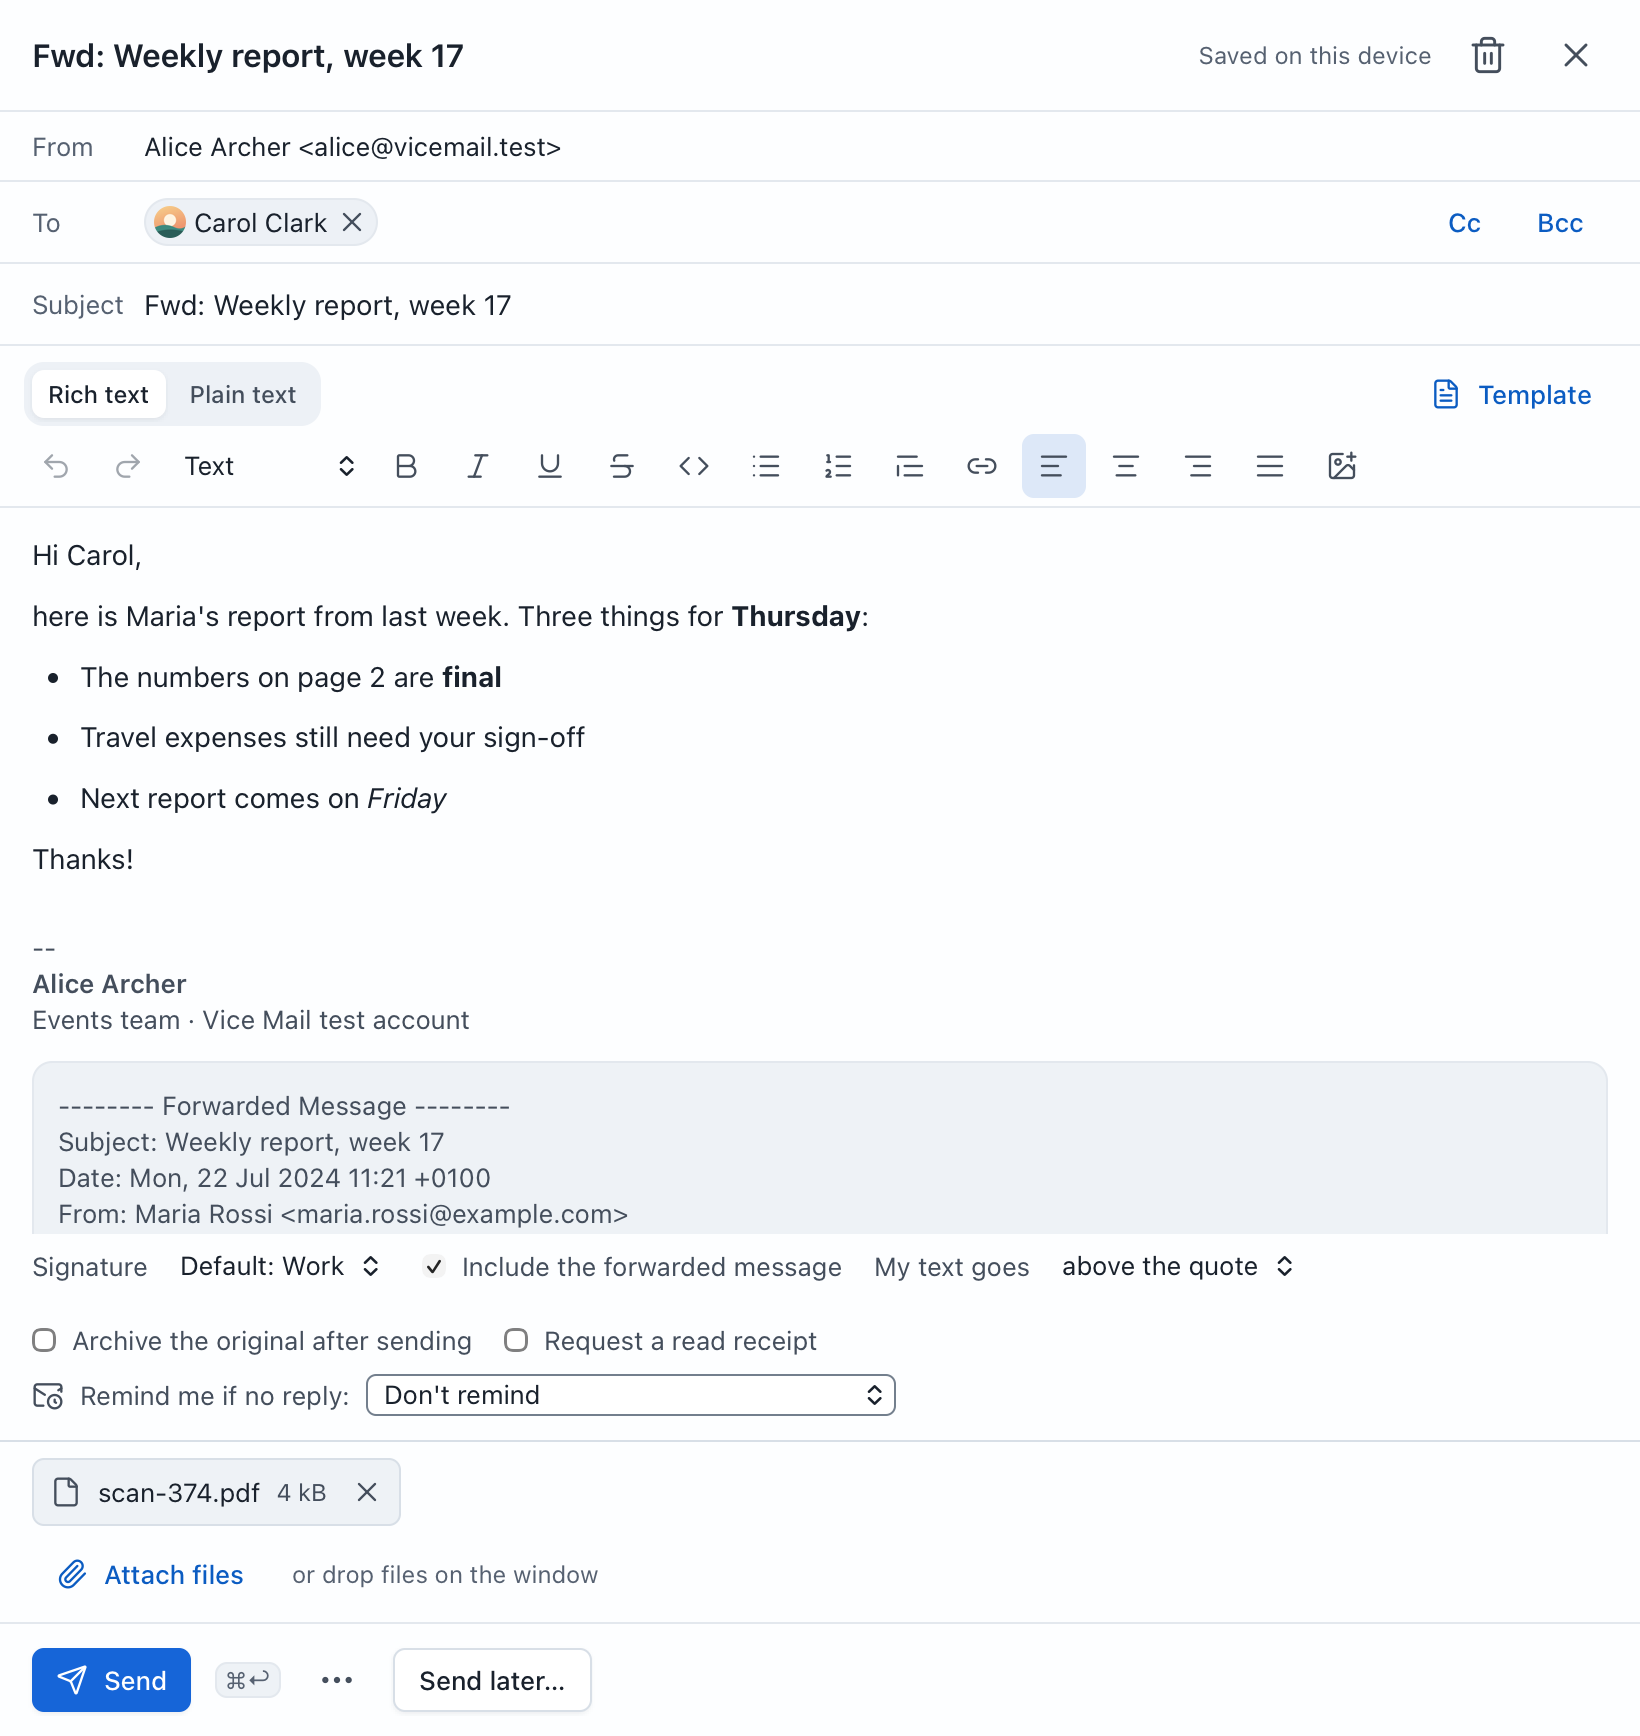 Fwd: Weekly report, week 17
Saved on this device
From Alice Archer <alice@vicemail.test>
To Carol Clark Cc Bcc
Subject Fwd: Weekly report, week 17
Rich text Plain text Template
Text
Hi Carol,
here is Maria's report from last week. Three things for Thursday:
• The numbers on page 2 are final
• Travel expenses still need your sign-off
• Next report comes on Friday
Thanks!
--
Alice Archer
Events team · Vice Mail test account
-------- Forwarded Message --------
Subject: Weekly report, week 17
Date: Mon, 22 Jul 2024 11:21 +0100
From: Maria Rossi <maria.rossi@example.com>
Signature Default: Work Include the forwarded message My text goes above the quote
Archive the original after sending Request a read receipt
Remind me if no reply: Don't remind
scan-374.pdf 4 kB
Attach files or drop files on the window
Send ⌘↩ Send later...